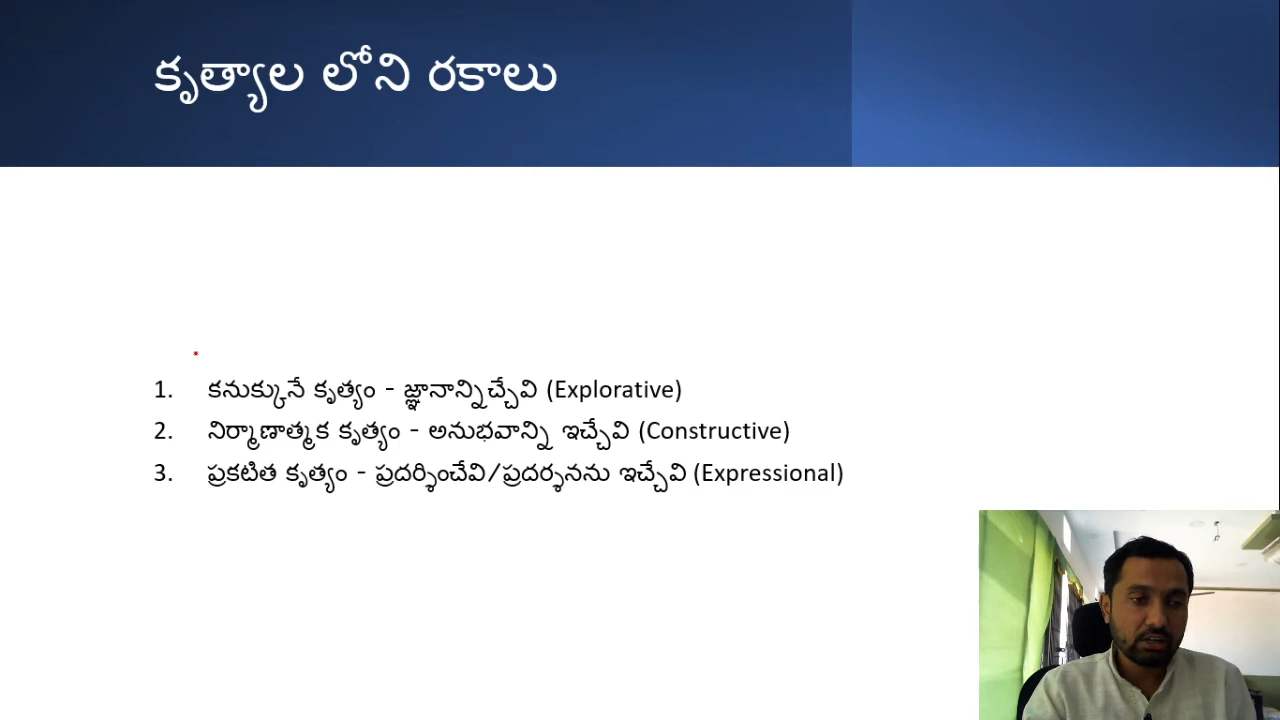 కృత్యాల లోని రకాలు
1. కనుక్కునే కృత్యం - జ్ఞానాన్నిచ్చేవి (Explorative)
2. నిర్మాణాత్మక కృత్యం - అనుభవాన్ని ఇచ్చేవి (Constructive)
3. ప్రకటిత కృత్యం - ప్రదర్శించేవి/ప్రదర్శనను ఇచ్చేవి (Expressional)